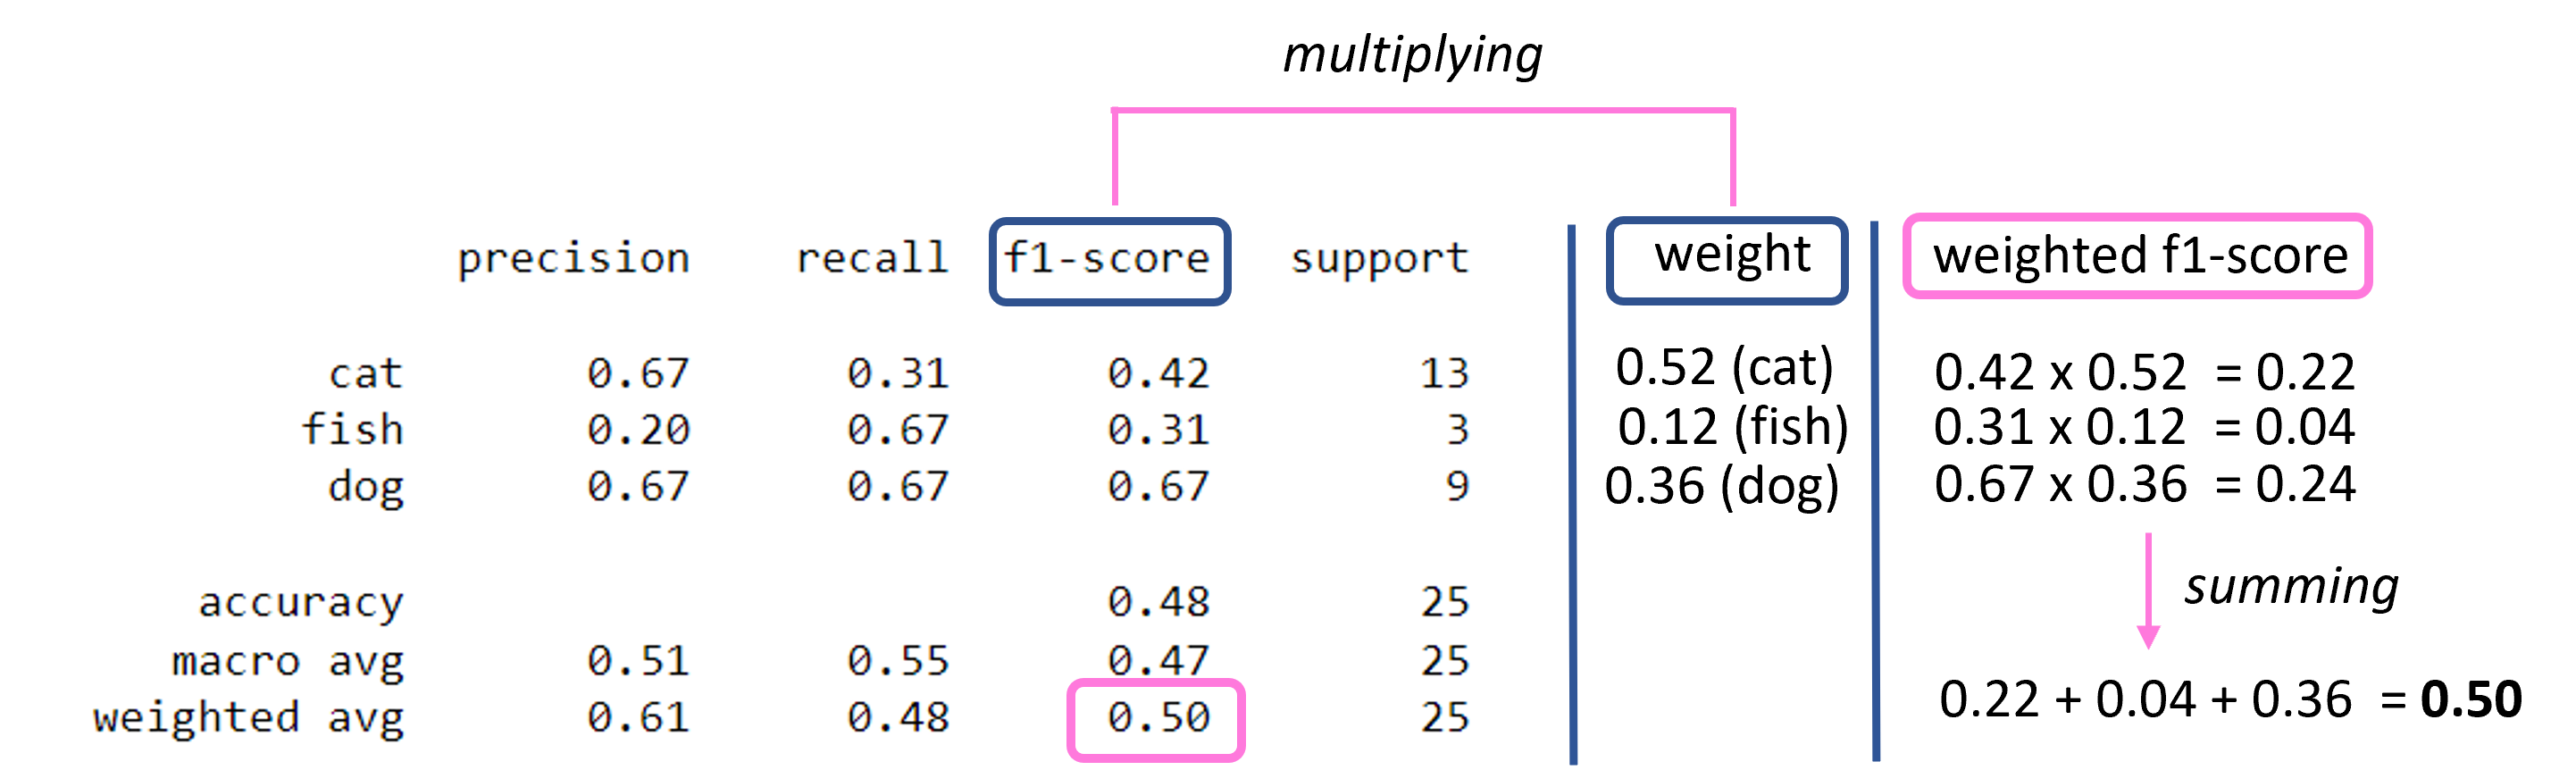 multiplying
precision recall f1-score support weight weighted f1-score
cat 0.67 0.31 0.42 13 0.52 (cat) 0.42 x 0.52 = 0.22
fish 0.20 0.67 0.31 3 0.12 (fish) 0.31 x 0.12 = 0.04
dog 0.67 0.67 0.67 9 0.36 (dog) 0.67 x 0.36 = 0.24
summing
accuracy 0.48 25
macro avg 0.51 0.55 0.47 25
weighted avg 0.61 0.48 0.50 25 0.22 + 0.04 + 0.36 = 0.50